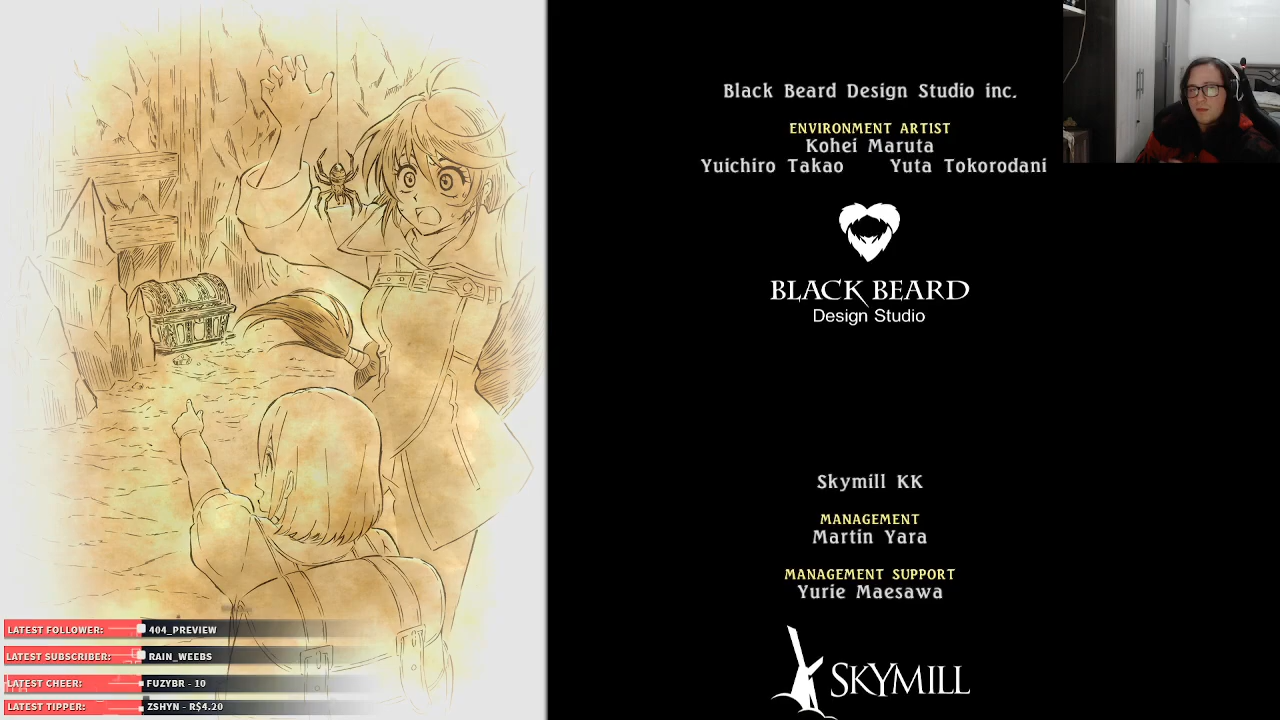 Black Beard Design Studio inc.
ENVIRONMENT ARTIST
Kohei Maruta
Yuichiro Takao Yuta Tokorodani
BLACK BEARD
Design Studio
Skymill KK
MANAGEMENT
Martin Yara
MANAGEMENT SUPPORT
Yurie Maesawa
SKYMILL
LATEST FOLLOWER: 404_PREVIEW
LATEST SUBSCRIBER: RAIN_WEEBS
LATEST CHEER: FUZYBR - 10
LATEST TIPPER: ZSHYN - R$4.20